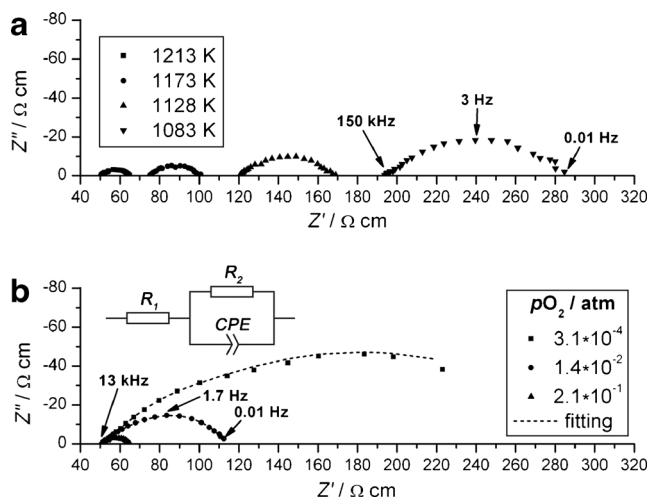 a
-80
-60
-40
-20
0
Z'' / Ω cm
1213 K
1173 K
1128 K
1083 K
150 kHz
3 Hz
0.01 Hz
40 60 80 100 120 140 160 180 200 220 240 260 280 300 320
Z' / Ω cm
b
-80
-60
-40
-20
0
Z'' / Ω cm
R1
R2
CPE
13 kHz
1.7 Hz
0.01 Hz
pO2 / atm
3.1*10-4
1.4*10-2
2.1*10-1
fitting
40 60 80 100 120 140 160 180 200 220 240 260 280 300 320
Z' / Ω cm